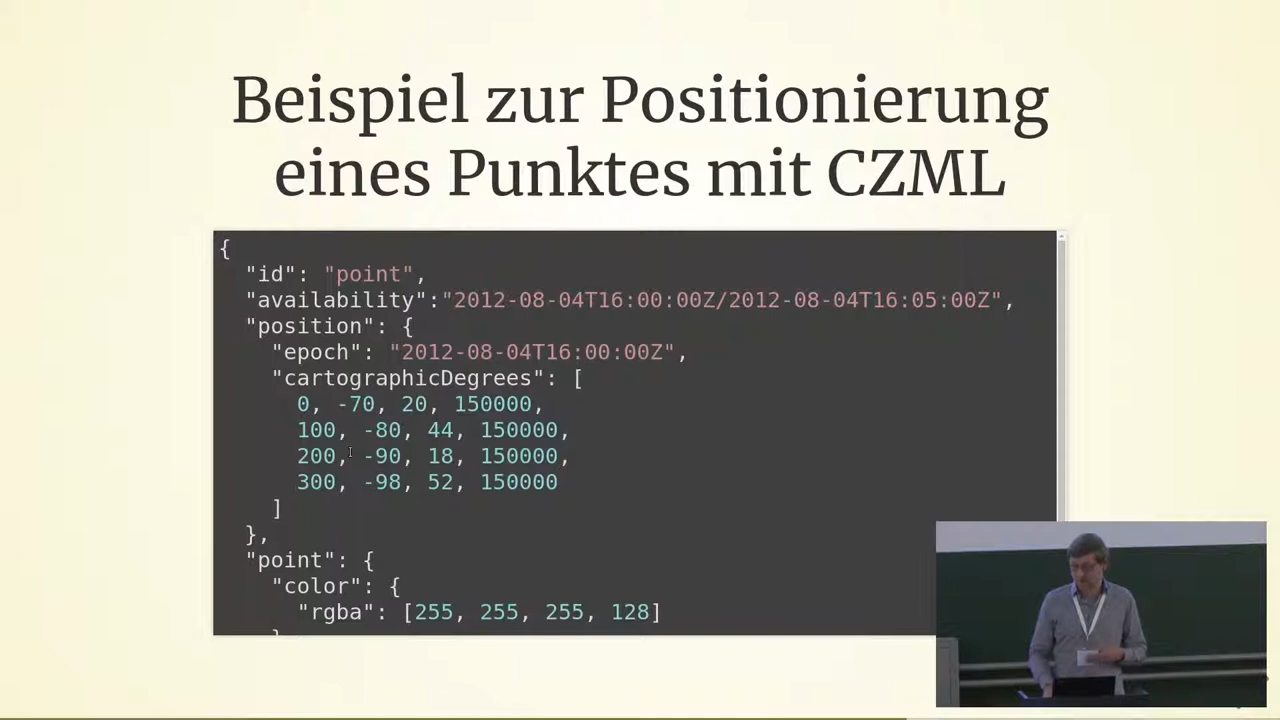 Beispiel zur Positionierung
eines Punktes mit CZML
{
  "id": "point",
  "availability":"2012-08-04T16:00:00Z/2012-08-04T16:05:00Z",
  "position": {
    "epoch": "2012-08-04T16:00:00Z",
    "cartographicDegrees": [
      0, -70, 20, 150000,
      100, -80, 44, 150000,
      200, -90, 18, 150000,
      300, -98, 52, 150000
    ]
  },
  "point": {
    "color": {
      "rgba": [255, 255, 255, 128]
    }